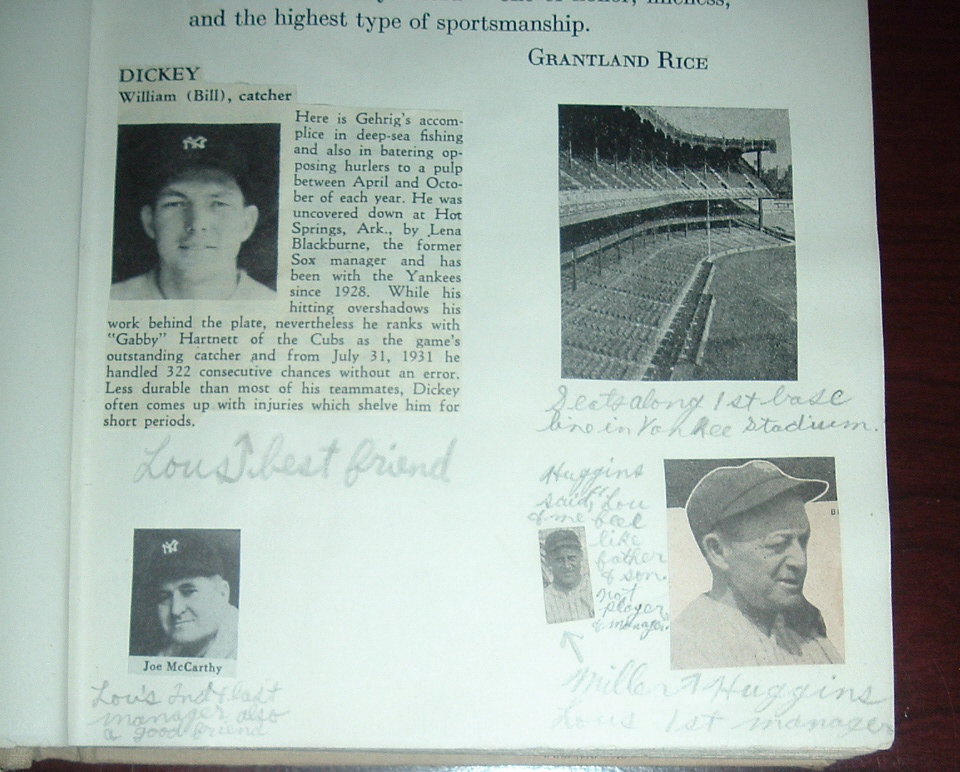 and the highest type of sportsmanship.
GRANTLAND RICE
DICKEY
William (Bill), catcher
Here is Gehrig's accom-
plice in deep-sea fishing
and also in batering op-
posing hurlers to a pulp
between April and Octo-
ber of each year. He was
uncovered down at Hot
Springs, Ark., by Lena
Blackburne, the former
Sox manager and has
been with the Yankees
since 1928. While his
hitting overshadows his
work behind the plate, nevertheless he ranks with
"Gabby" Hartnett of the Cubs as the game's
outstanding catcher and from July 31, 1931 he
handled 322 consecutive chances without an error.
Less durable than most of his teammates, Dickey
often comes up with injuries which shelve him for
short periods.
Lous' best friend
Seats along 1st base
line in Yankee Stadium.
Huggins
said, "Lou
& me feel
like
father
& son.
not
player
& manager.
Joe McCarthy
Lou's 2nd & last
manager also
a good friend
Miller Huggins
Lous 1st manager